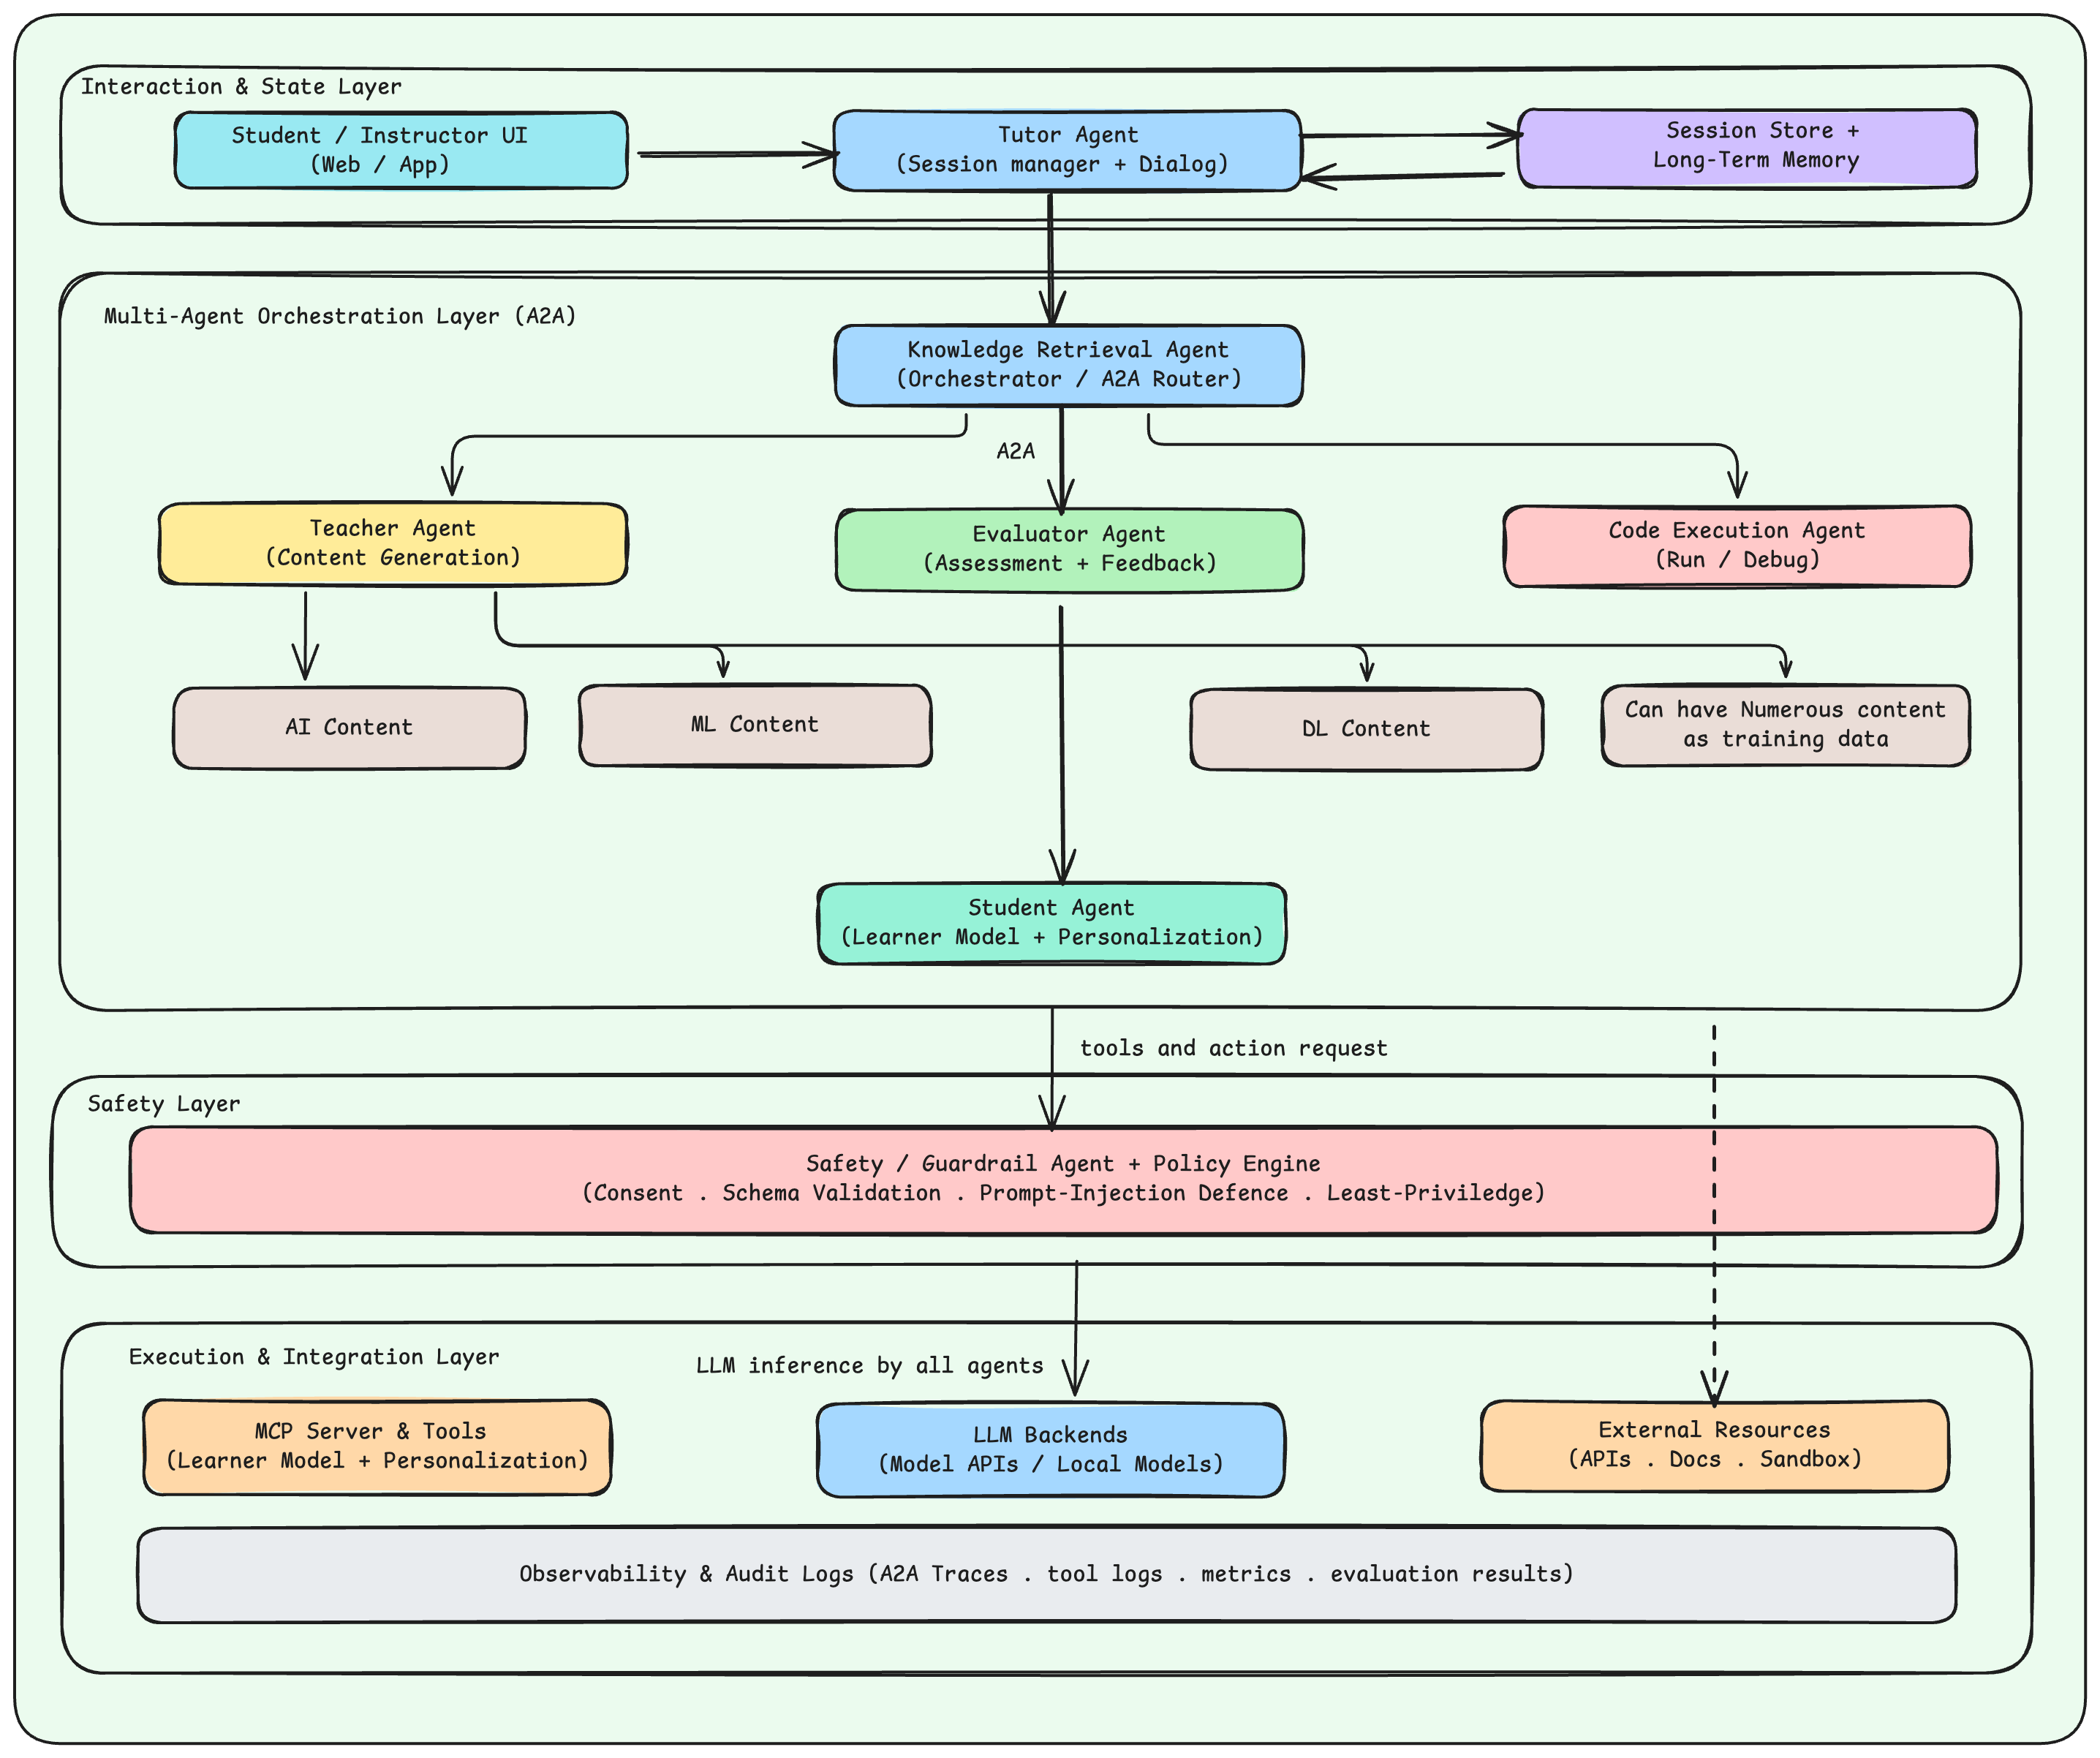 Interaction & State Layer
Student / Instructor UI
(Web / App)
Tutor Agent
(Session manager + Dialog)
Session Store +
Long-Term Memory
Multi-Agent Orchestration Layer (A2A)
Knowledge Retrieval Agent
(Orchestrator / A2A Router)
A2A
Teacher Agent
(Content Generation)
Evaluator Agent
(Assessment + Feedback)
Code Execution Agent
(Run / Debug)
AI Content
ML Content
DL Content
Can have Numerous content
as training data
Student Agent
(Learner Model + Personalization)
tools and action request
Safety Layer
Safety / Guardrail Agent + Policy Engine
(Consent . Schema Validation . Prompt-Injection Defence . Least-Priviledge)
Execution & Integration Layer
LLM inference by all agents
MCP Server & Tools
(Learner Model + Personalization)
LLM Backends
(Model APIs / Local Models)
External Resources
(APIs . Docs . Sandbox)
Observability & Audit Logs (A2A Traces . tool logs . metrics . evaluation results)